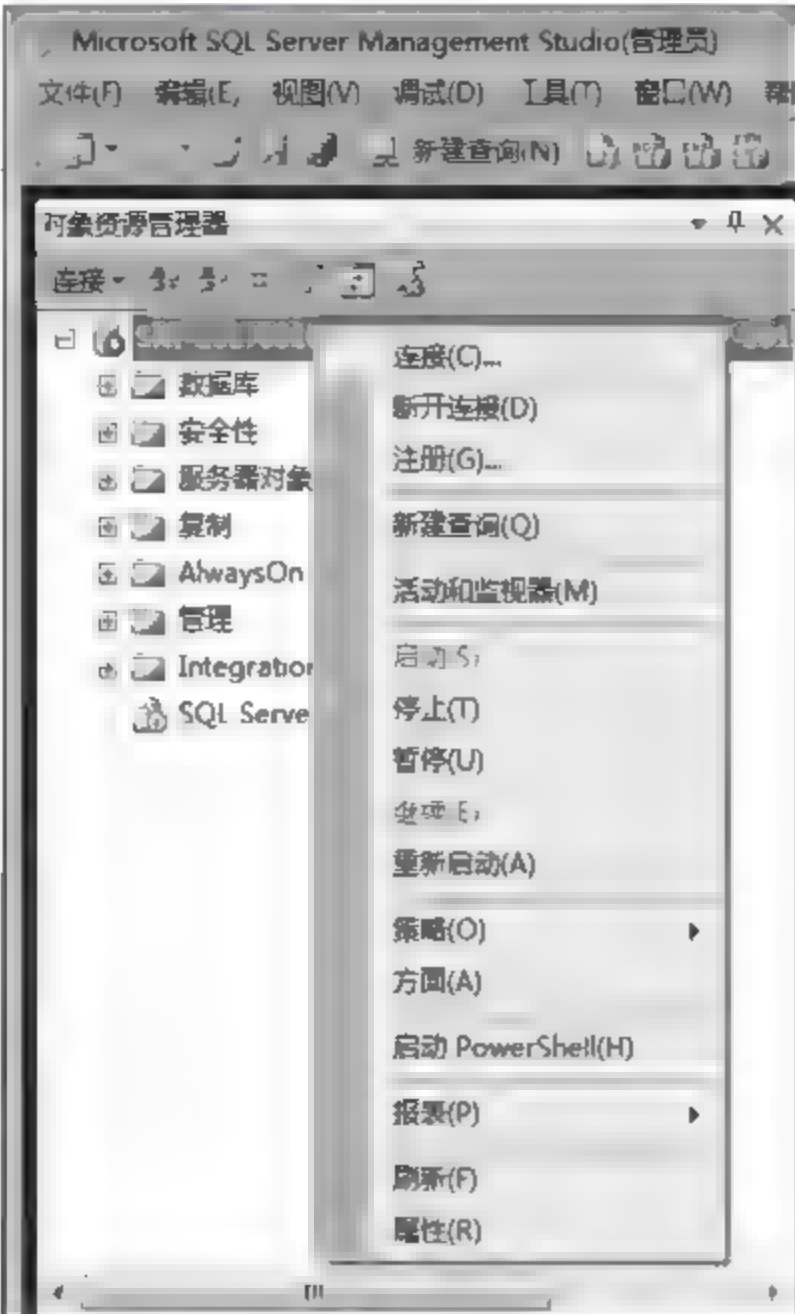 Microsoft SQL Server Management Studio(管理员)
文件(F) 编辑(E) 视图(V) 调试(D) 工具(T) 窗口(W)
新建查询(N)
对象资源管理器
连接
数据库
安全性
服务器对象
复制
AlwaysOn
管理
Integration
SQL Serve
连接(C)...
断开连接(D)
注册(G)...
新建查询(Q)
活动和监视器(M)
启动(S)
停止(T)
暂停(U)
继续(E)
重新启动(A)
策略(O)
方面(A)
启动 PowerShell(H)
报表(P)
刷新(F)
属性(R)